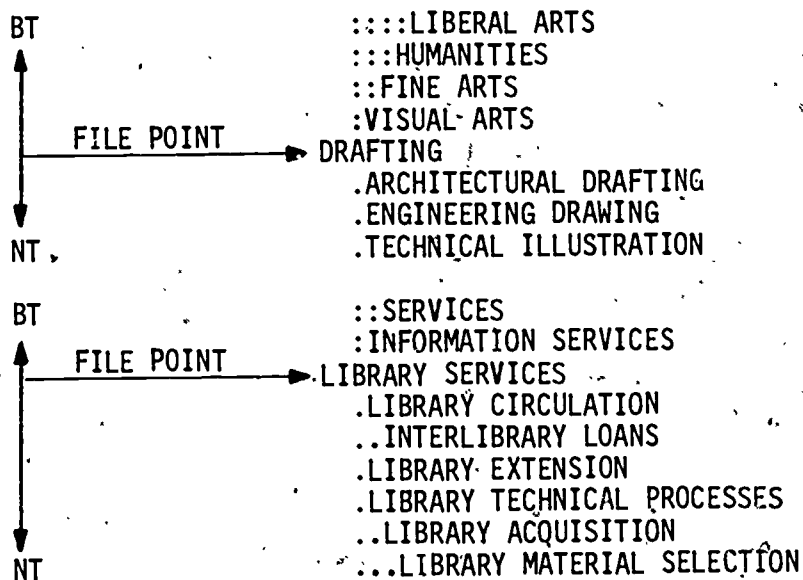 BT ::::LIBERAL ARTS
:::HUMANITIES
::FINE ARTS
:VISUAL ARTS
FILE POINT DRAFTING
.ARCHITECTURAL DRAFTING
.ENGINEERING DRAWING
NT .TECHNICAL ILLUSTRATION
BT ::SERVICES
:INFORMATION SERVICES
FILE POINT LIBRARY SERVICES
.LIBRARY CIRCULATION
..INTERLIBRARY LOANS
.LIBRARY EXTENSION
.LIBRARY TECHNICAL PROCESSES
..LIBRARY ACQUISITION
NT ...LIBRARY MATERIAL SELECTION